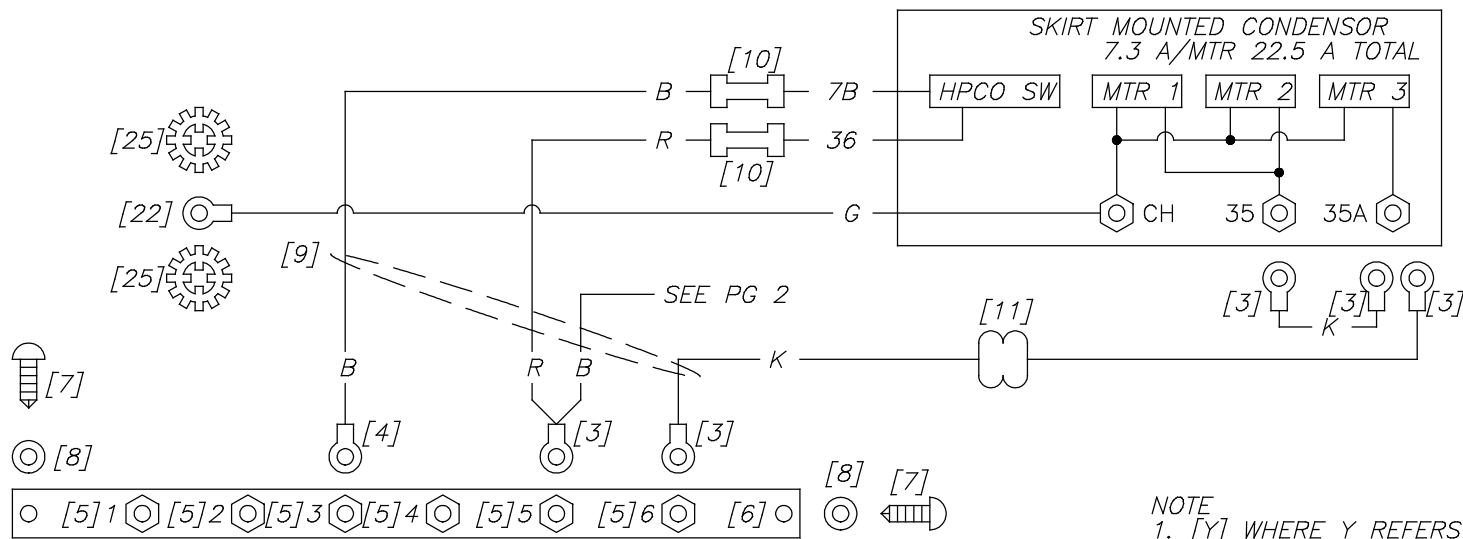 SKIRT MOUNTED CONDENSOR
7.3 A/MTR 22.5 A TOTAL
[10]
B
7B
HPCO SW
MTR 1
MTR 2
MTR 3
[25]
R
36
[10]
[22]
G
CH
35
35A
[9]
[25]
SEE PG 2
[11]
[3]
[3]
[3]
K
B
R
B
K
[7]
[4]
[3]
[3]
[8]
[8]
[7]
[5] 1
[5] 2
[5] 3
[5] 4
[5] 5
[5] 6
[6]
NOTE
1. [Y] WHERE Y REFERS